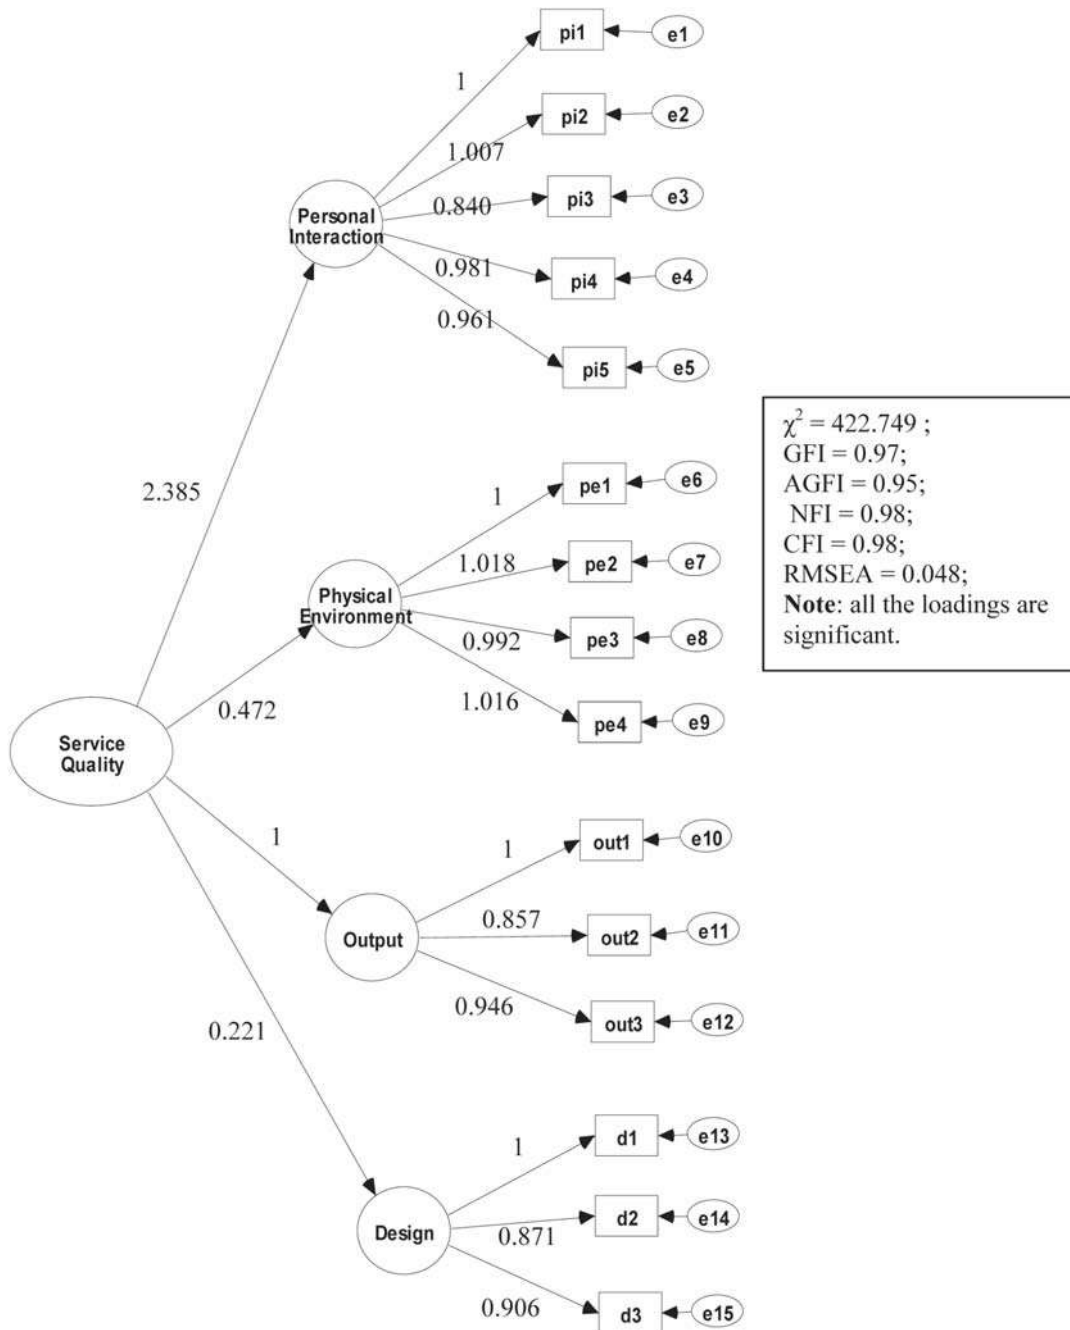 pi1
e1
1
pi2
e2
1.007
pi3
e3
0.840
Personal
Interaction
pi4
e4
0.981
pi5
e5
0.961
χ² = 422.749 ;
GFI = 0.97;
AGFI = 0.95;
NFI = 0.98;
CFI = 0.98;
RMSEA = 0.048;
Note: all the loadings are
significant.
2.385
pe1
e6
1
pe2
e7
1.018
Physical
Environment
pe3
e8
0.992
pe4
e9
1.016
0.472
Service
Quality
1
out1
e10
1
out2
e11
0.857
Output
out3
e12
0.946
0.221
d1
e13
1
d2
e14
0.871
Design
d3
e15
0.906